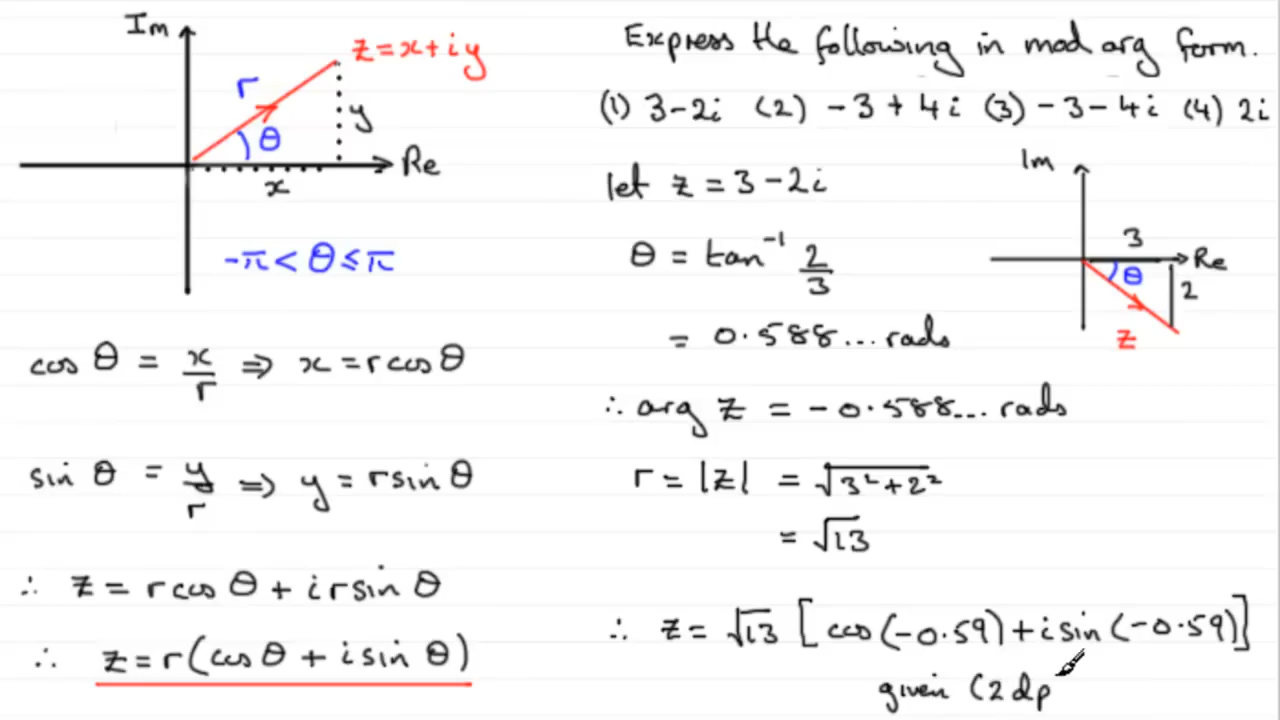 Im
z=x+iy
r
θ
y
Re
x
-π < θ ≤ π
cos θ = x/r ⇒ x = r cos θ
sin θ = y/r ⇒ y = r sin θ
∴ z = r cos θ + i r sin θ
∴ z = r(cos θ + i sin θ)
Express the following in mod arg form.
(1) 3-2i (2) -3+4i (3) -3-4i (4) 2i
let z = 3-2i
θ = tan⁻¹ 2/3
= 0.588... rads
∴ arg z = -0.588... rads
r = |z| = √3²+2²
= √13
∴ z = √13 [cos(-0.59)+i sin(-0.59)]
given (2dp
Im
3
Re
θ
2
z